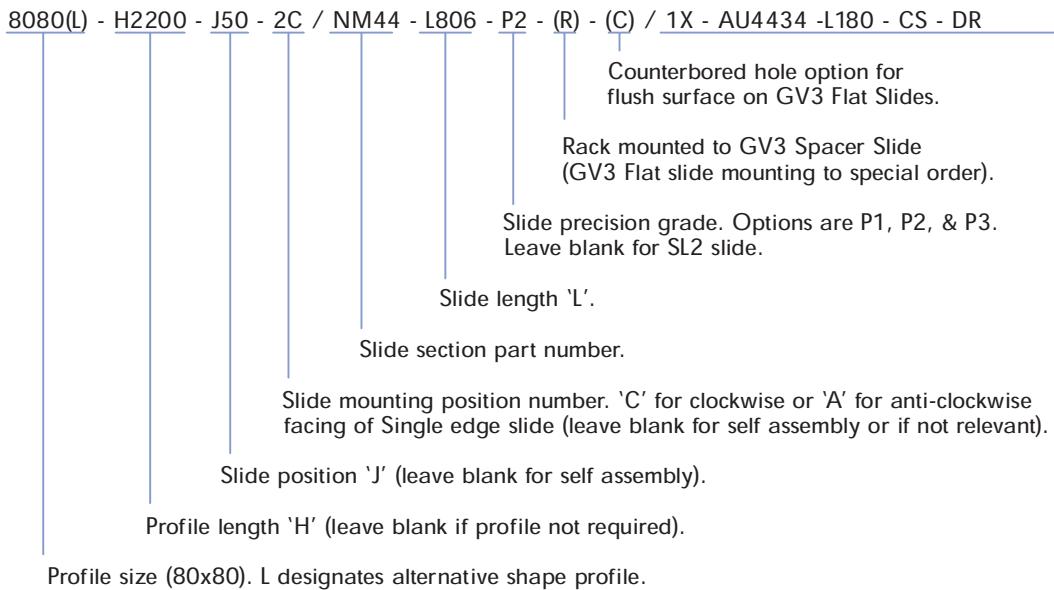 8080(L) - H2200 - J50 - 2C / NM44 - L806 - P2 - (R) - (C) / 1X - AU4434 -L180 - CS - DR
Counterbored hole option for
flush surface on GV3 Flat Slides.
Rack mounted to GV3 Spacer Slide
(GV3 Flat slide mounting to special order).
Slide precision grade. Options are P1, P2, & P3.
Leave blank for SL2 slide.
Slide length ‛L’.
Slide section part number.
Slide mounting position number. ‛C’ for clockwise or ‛A’ for anti-clockwise
facing of Single edge slide (leave blank for self assembly or if not relevant).
Slide position ‛J’ (leave blank for self assembly).
Profile length ‛H’ (leave blank if profile not required).
Profile size (80x80). L designates alternative shape profile.